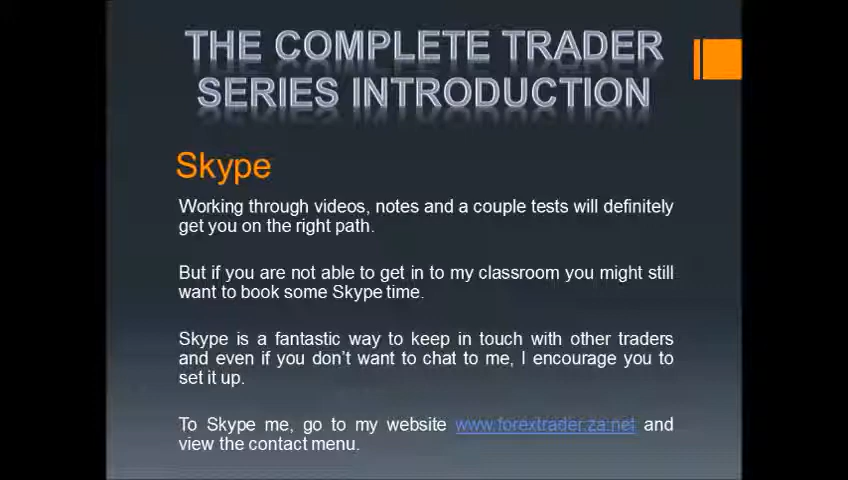 THE COMPLETE TRADER
SERIES INTRODUCTION
Skype
Working through videos, notes and a couple tests will definitely
get you on the right path.
But if you are not able to get in to my classroom you might still
want to book some Skype time.
Skype is a fantastic way to keep in touch with other traders
and even if you don't want to chat to me, I encourage you to
set it up.
To Skype me, go to my website www.forextrader.za.net and
view the contact menu.